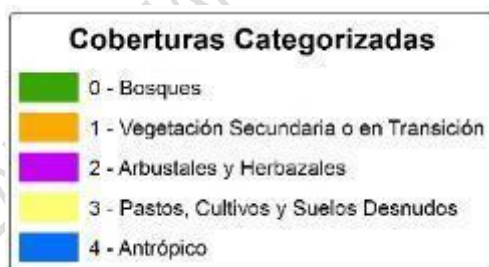 Coberturas Categorizadas
0 - Bosques
1 - Vegetación Secundaria o en Transición
2 - Arbustales y Herbazales
3 - Pastos, Cultivos y Suelos Desnudos
4 - Antrópico